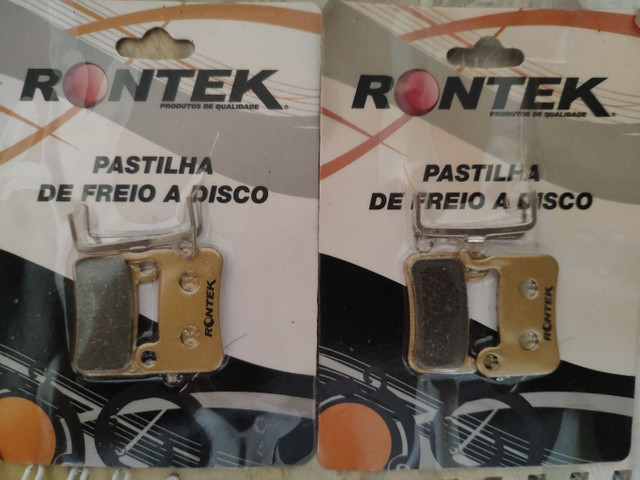 RONTEK
PRODUTOS DE QUALIDADE
PASTILHA
DE FREIO A DISCO
RONTEK
RONTEK
PRODUTOS DE QUALIDADE
PASTILHA
DE FREIO A DISCO
RONTEK